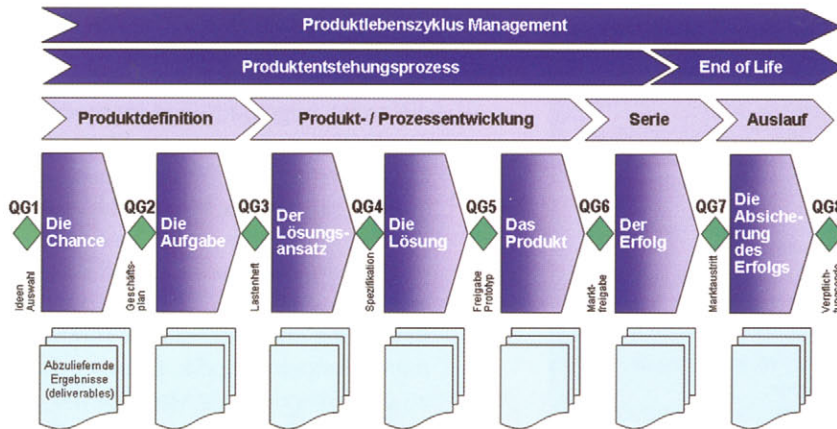 Produktlebenszyklus Management
Produktentstehungsprozess
End of Life
Produktdefinition
Produkt- / Prozessentwicklung
Serie
Auslauf
QG1
Die
Chance
QG2
Die
Aufgabe
QG3
Der
Lösungs-
ansatz
QG4
Die
Lösung
QG5
Das
Produkt
QG6
Der
Erfolg
QG7
Die
Absiche-
rung
des
Erfolgs
QG8
Ideen
Auswahl
Geschäfts-
plan
Lastenheft
Spezifikation
Freigabe
Prototyp
Markt-
freigabe
Marktaustritt
Abzuliefernde
Ergebnisse
(deliverables)